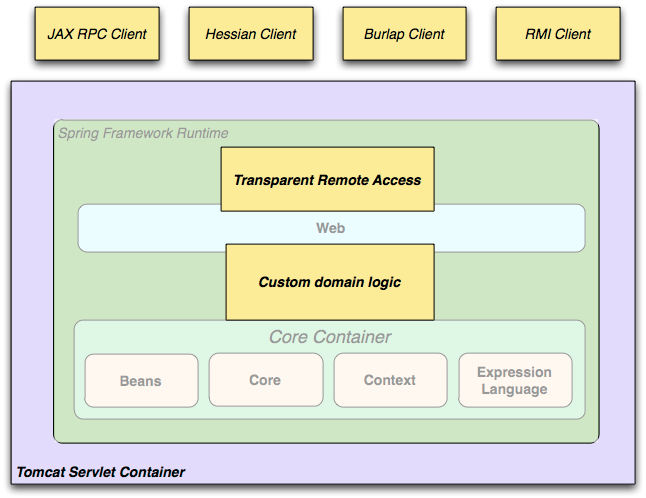 JAX RPC Client
Hessian Client
Burlap Client
RMI Client
Spring Framework Runtime
Transparent Remote Access
Web
Custom domain logic
Core Container
Beans
Core
Context
Expression
Language
Tomcat Servlet Container